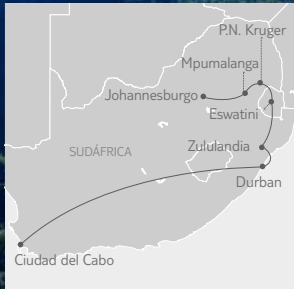 P.N. Kruger
Mpumalanga
Johannesburgo
Eswatini
SUDÁFRICA
Zululandia
Durban
Ciudad del Cabo